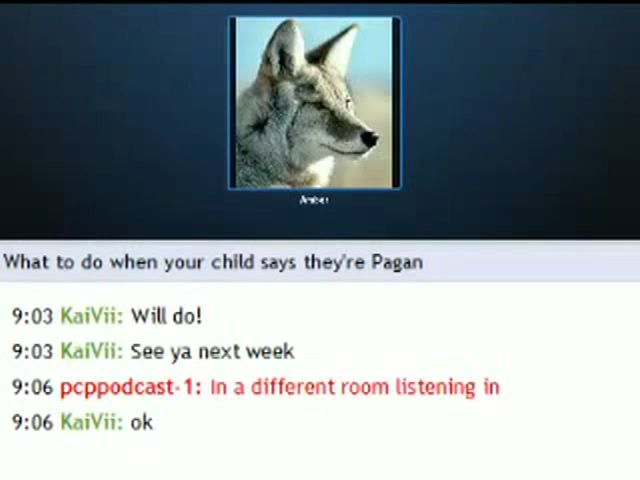 Amber
What to do when your child says they're Pagan
9:03 KaiVii: Will do!
9:03 KaiVii: See ya next week
9:06 pcppodcast-1: In a different room listening in
9:06 KaiVii: ok